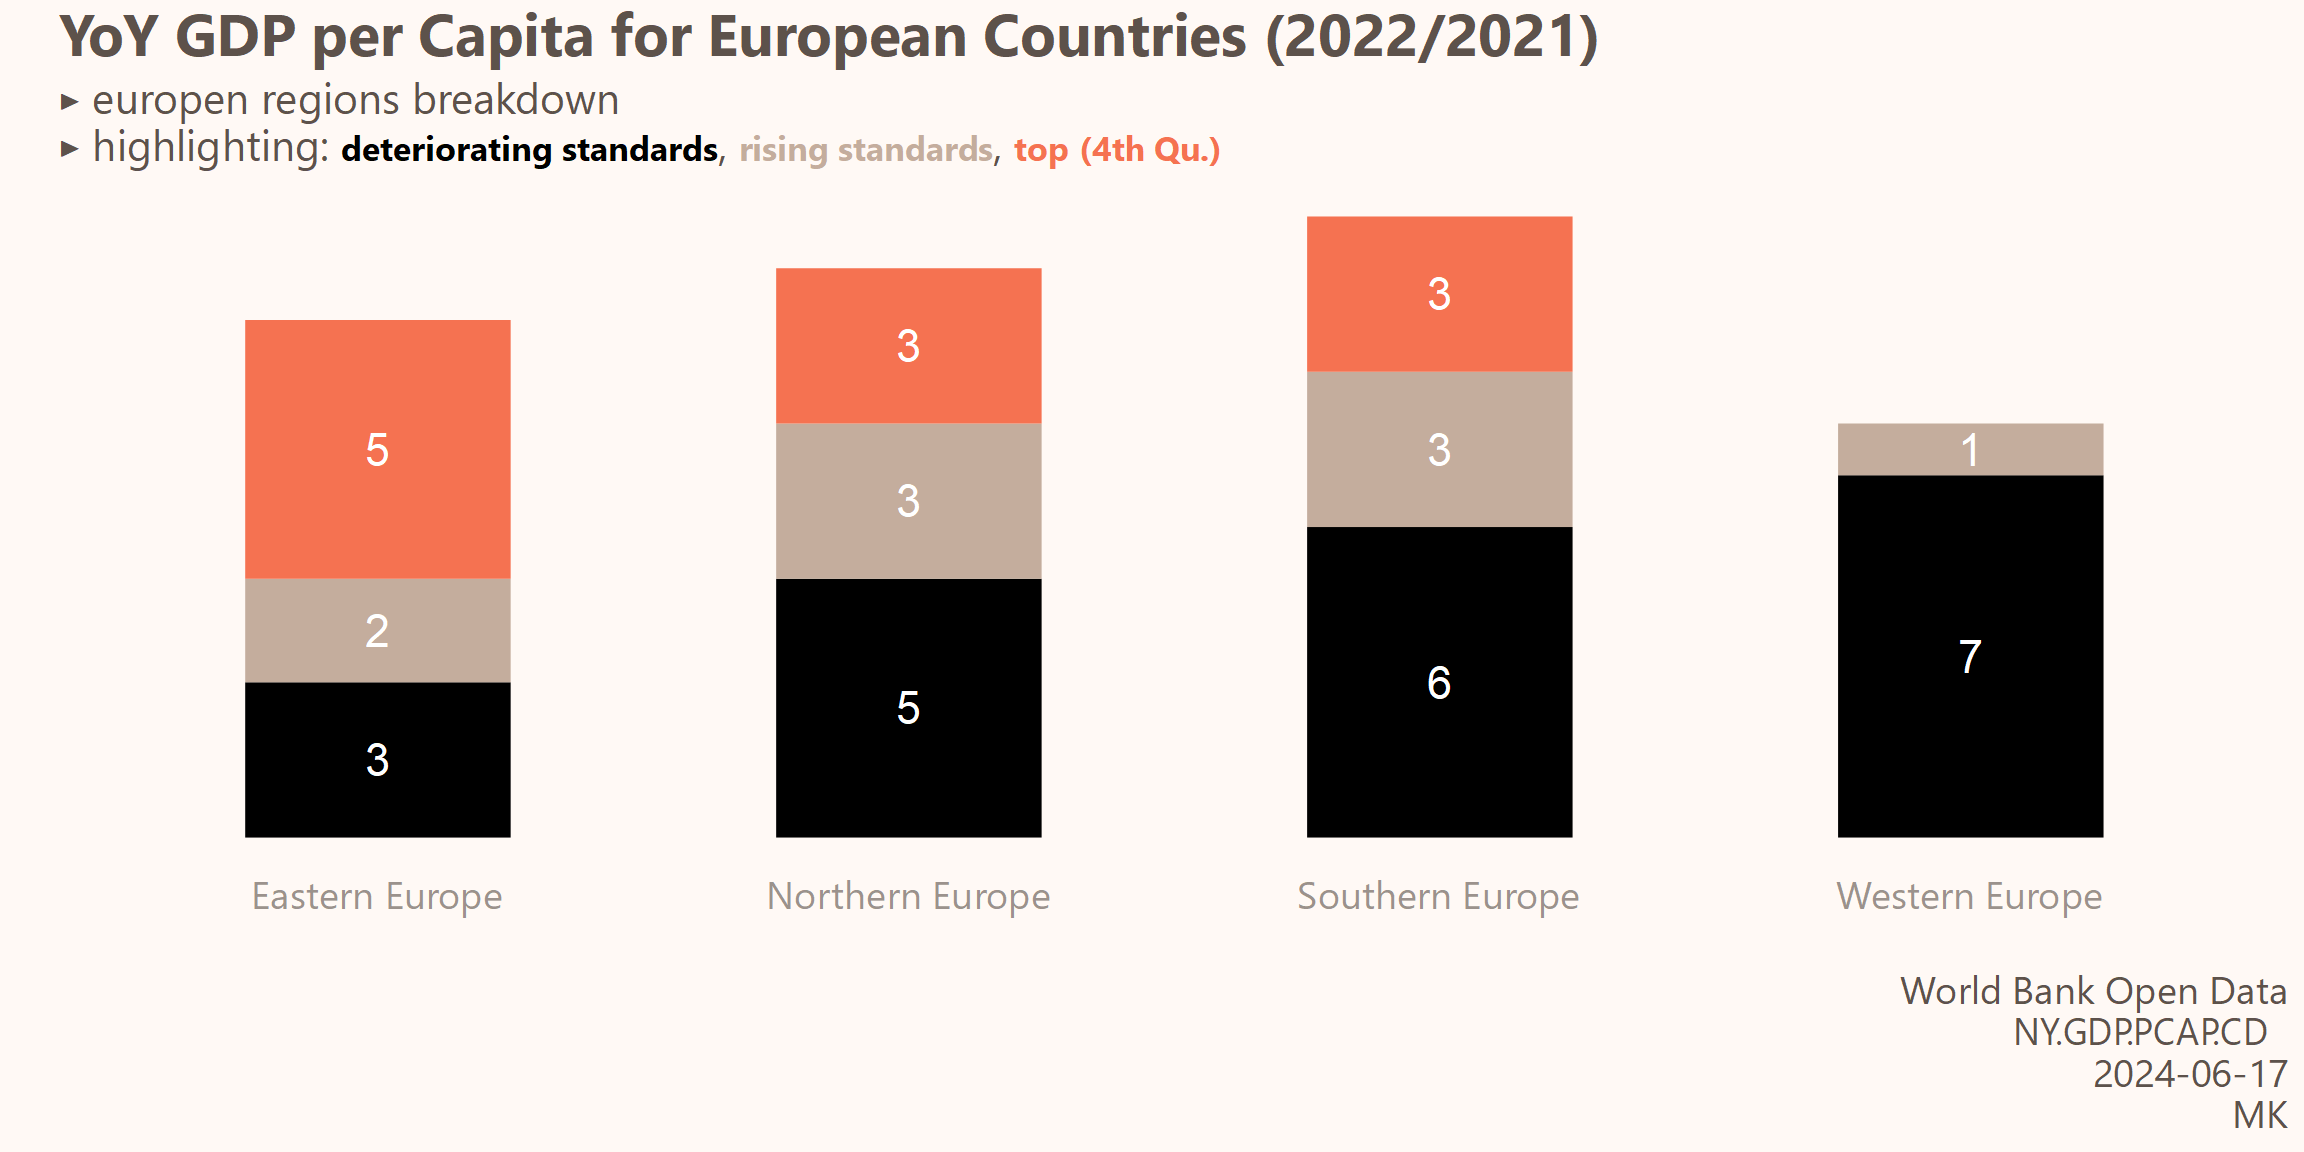 YoY GDP per Capita for European Countries (2022/2021)
► europen regions breakdown
► highlighting: deteriorating standards, rising standards, top (4th Qu.)
5
2
3
3
3
5
3
3
6
1
7
Eastern Europe
Northern Europe
Southern Europe
Western Europe
World Bank Open Data
NY.GDP.PCAP.CD
2024-06-17
MK